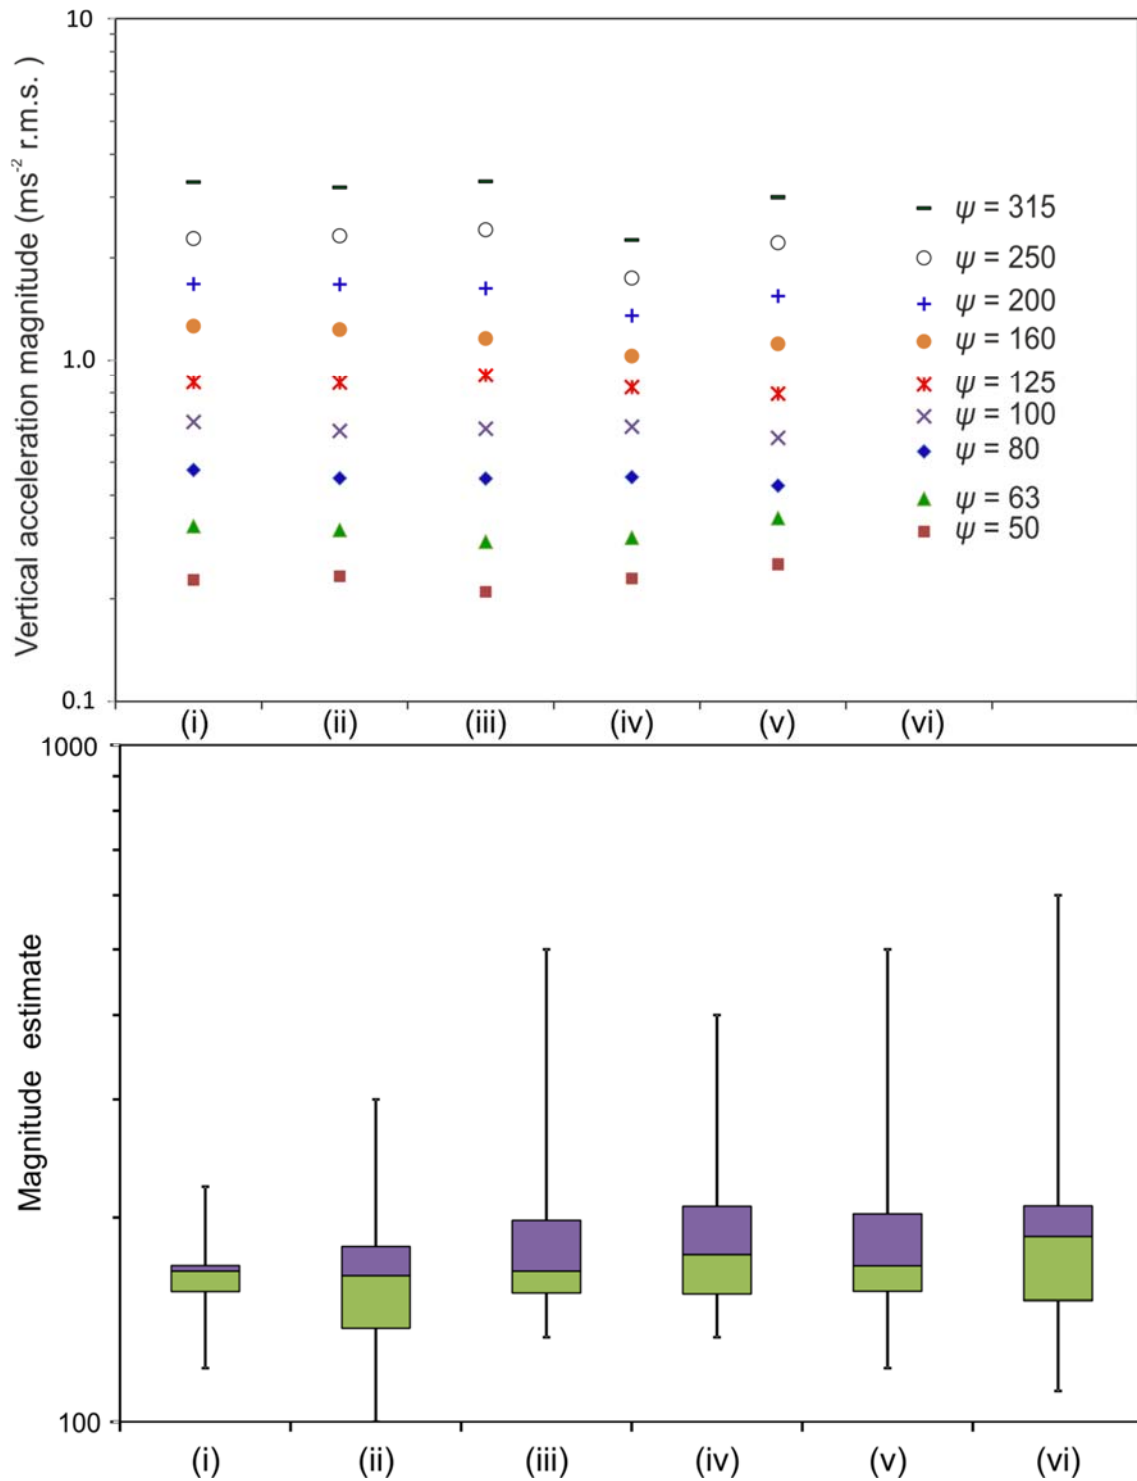 10
Vertical acceleration magnitude (ms⁻² r.m.s. )
ψ = 315
ψ = 250
ψ = 200
ψ = 160
1.0
ψ = 125
ψ = 100
ψ = 80
ψ = 63
ψ = 50
0.1
(i) (ii) (iii) (iv) (v) (vi)
1000
Magnitude estimate
100
(i) (ii) (iii) (iv) (v) (vi)